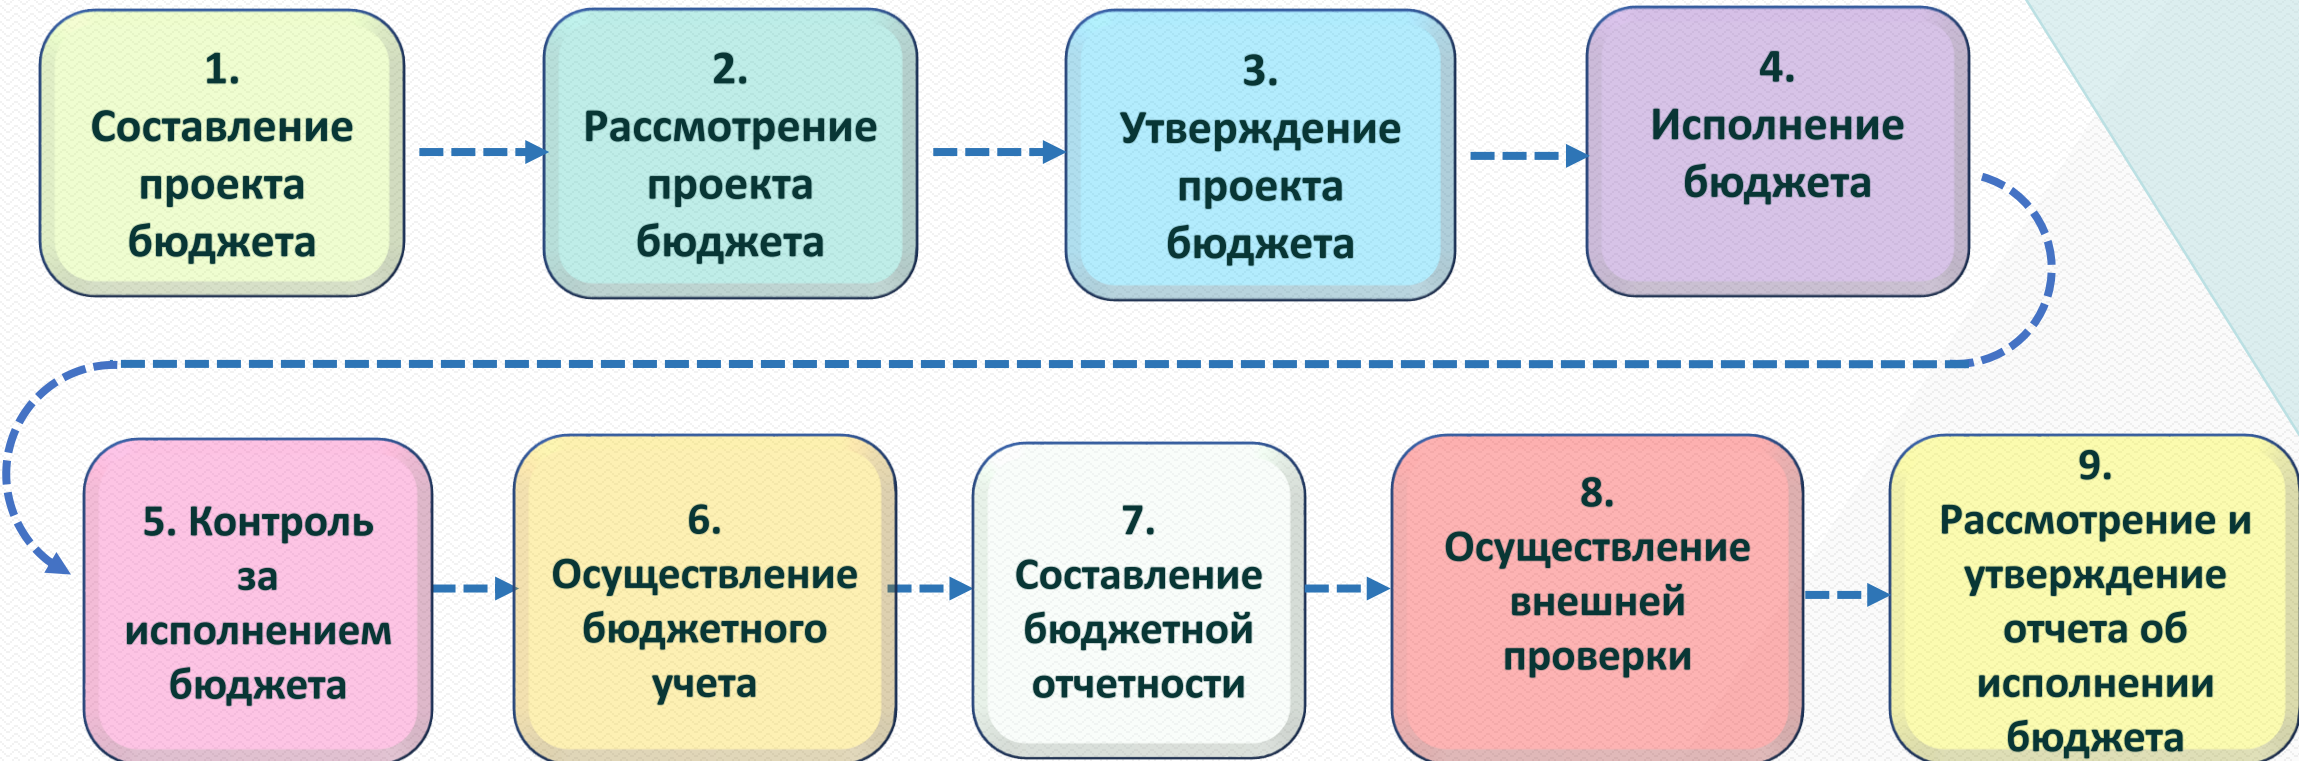 1.
Составление
проекта
бюджета
2.
Рассмотрение
проекта
бюджета
3.
Утверждение
проекта
бюджета
4.
Исполнение
бюджета
5. Контроль
за
исполнением
бюджета
6.
Осуществление
бюджетного
учета
7.
Составление
бюджетной
отчетности
8.
Осуществление
внешней
проверки
9.
Рассмотрение и
утверждение
отчета об
исполнении
бюджета